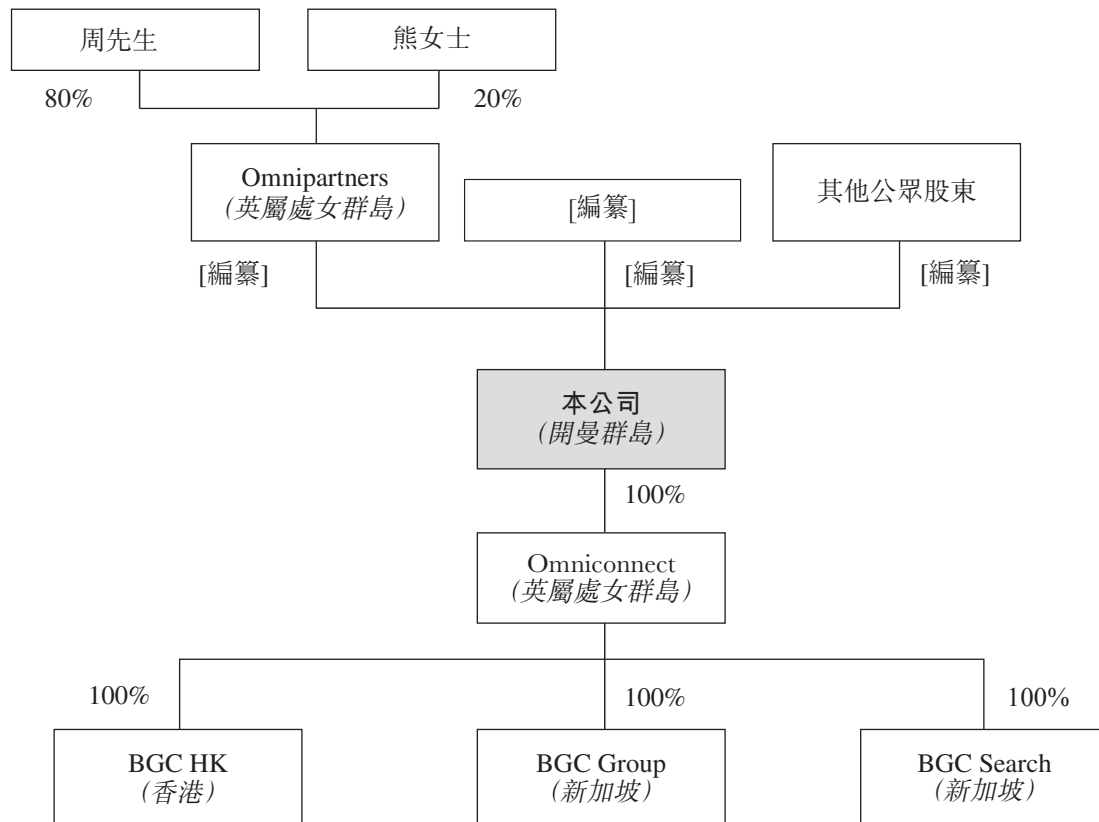 周先生
熊女士
80%
20%
Omnipartners
(英屬處女群島)
[編纂]
其他公眾股東
[編纂]
[編纂]
[編纂]
本公司
(開曼群島)
100%
Omniconnect
(英屬處女群島)
100%
100%
100%
BGC HK
(香港)
BGC Group
(新加坡)
BGC Search
(新加坡)